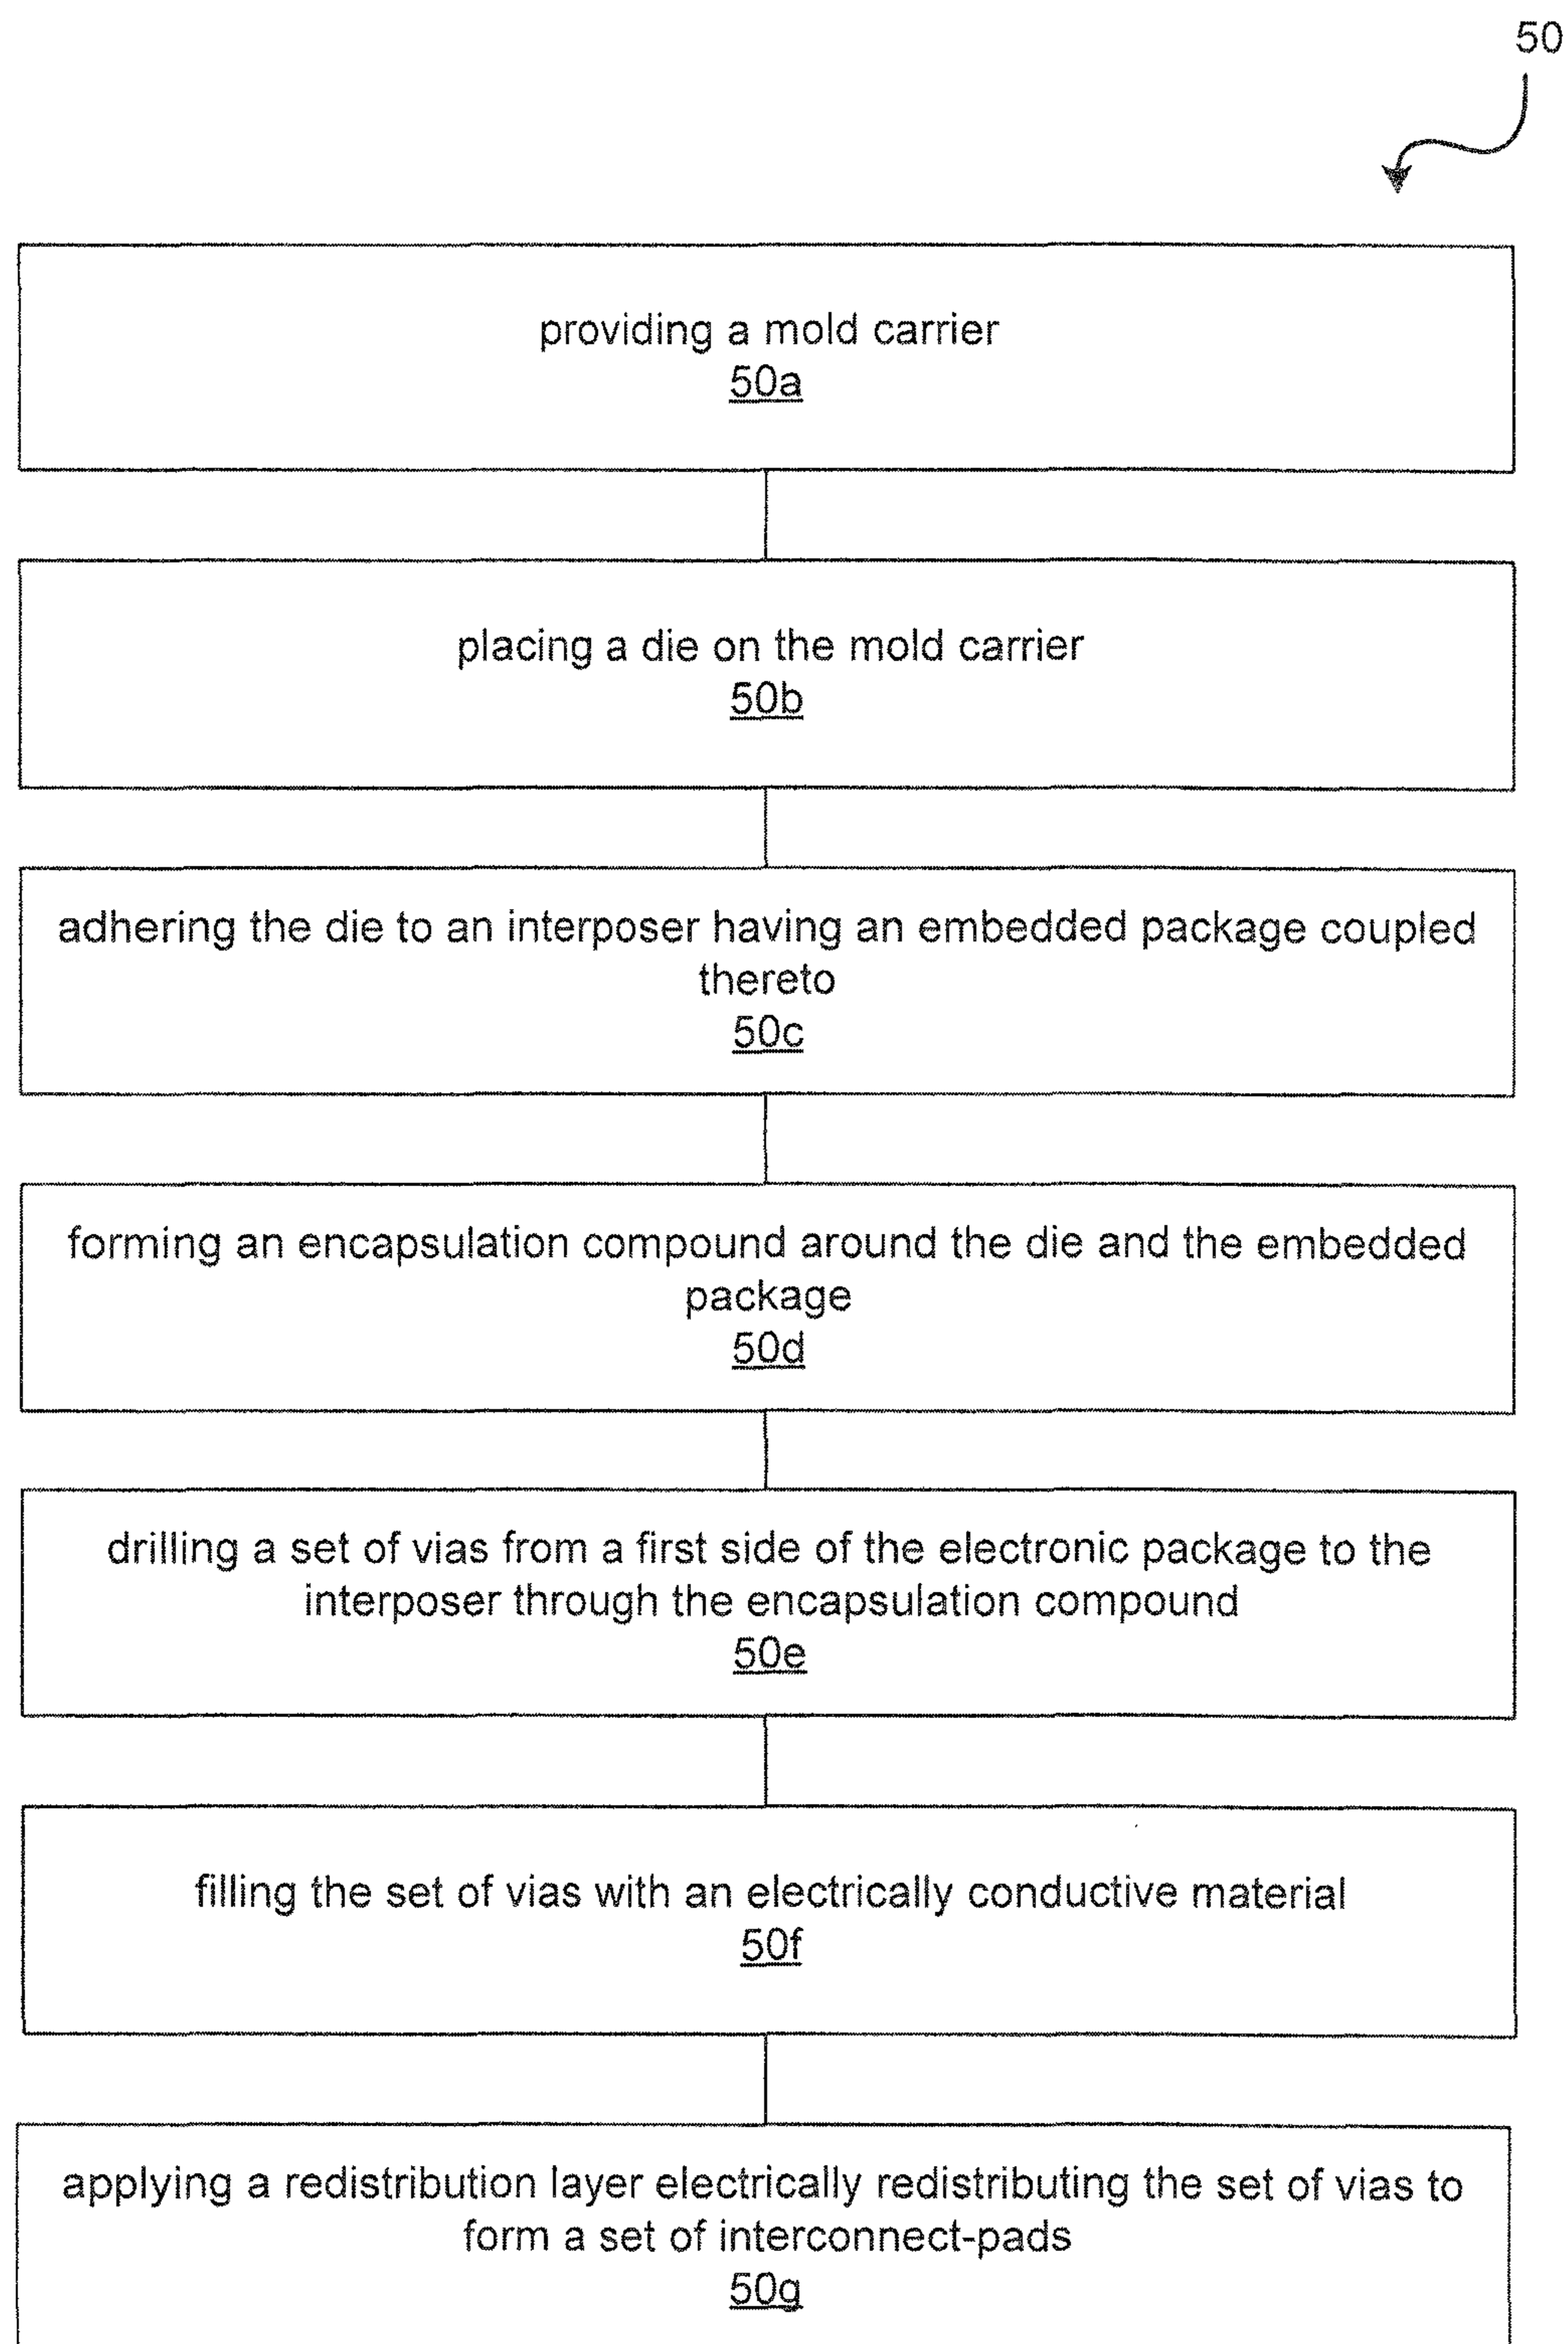 50
providing a mold carrier
50a
placing a die on the mold carrier
50b
adhering the die to an interposer having an embedded package coupled
thereto
50c
forming an encapsulation compound around the die and the embedded
package
50d
drilling a set of vias from a first side of the electronic package to the
interposer through the encapsulation compound
50e
filling the set of vias with an electrically conductive material
50f
applying a redistribution layer electrically redistributing the set of vias to
form a set of interconnect-pads
50g